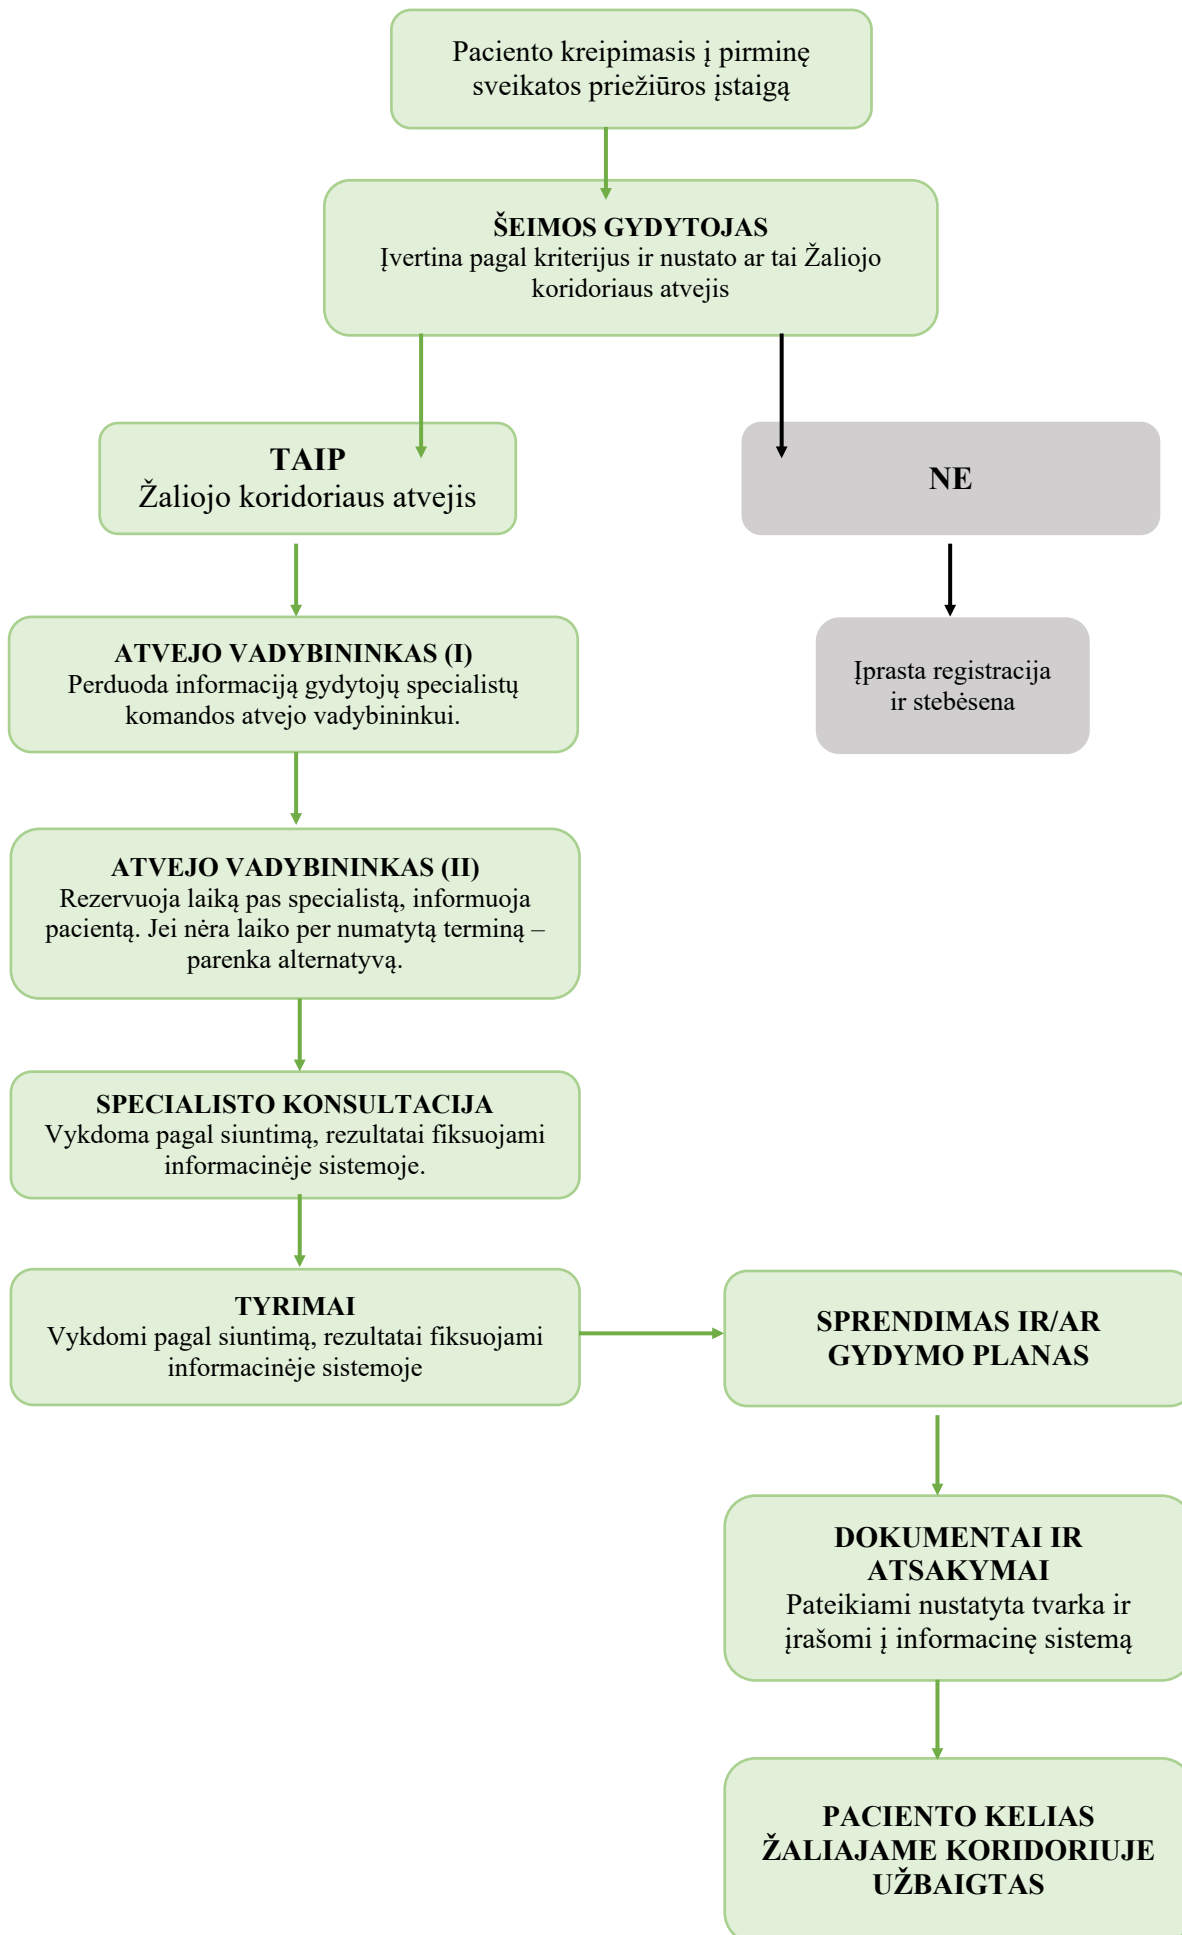 Paciento kreipimasis į pirminę
sveikatos priežiūros įstaigą
ŠEIMOS GYDYTOJAS
Įvertina pagal kriterijus ir nustato ar tai Žaliojo
koridoriaus atvejis
TAIP
Žaliojo koridoriaus atvejis
NE
ATVEJO VADYBININKAS (I)
Perduoda informaciją gydytojų specialistų
komandos atvejo vadybininkui.
Įprasta registracija
ir stebėsena
ATVEJO VADYBININKAS (II)
Rezervuoja laiką pas specialistą, informuoja
pacientą. Jei nėra laiko per numatytą terminą –
parenka alternatyvą.
SPECIALISTO KONSULTACIJA
Vykdoma pagal siuntimą, rezultatai fiksuojami
informacinėje sistemoje.
TYRIMAI
Vykdomi pagal siuntimą, rezultatai fiksuojami
informacinėje sistemoje
SPRENDIMAS IR/AR
GYDYMO PLANAS
DOKUMENTAI IR
ATSAKYMAI
Pateikiami nustatyta tvarka ir
įrašomi į informacinę sistemą
PACIENTO KELIAS
ŽALIAJAME KORIDORIUJE
UŽBAIGTAS